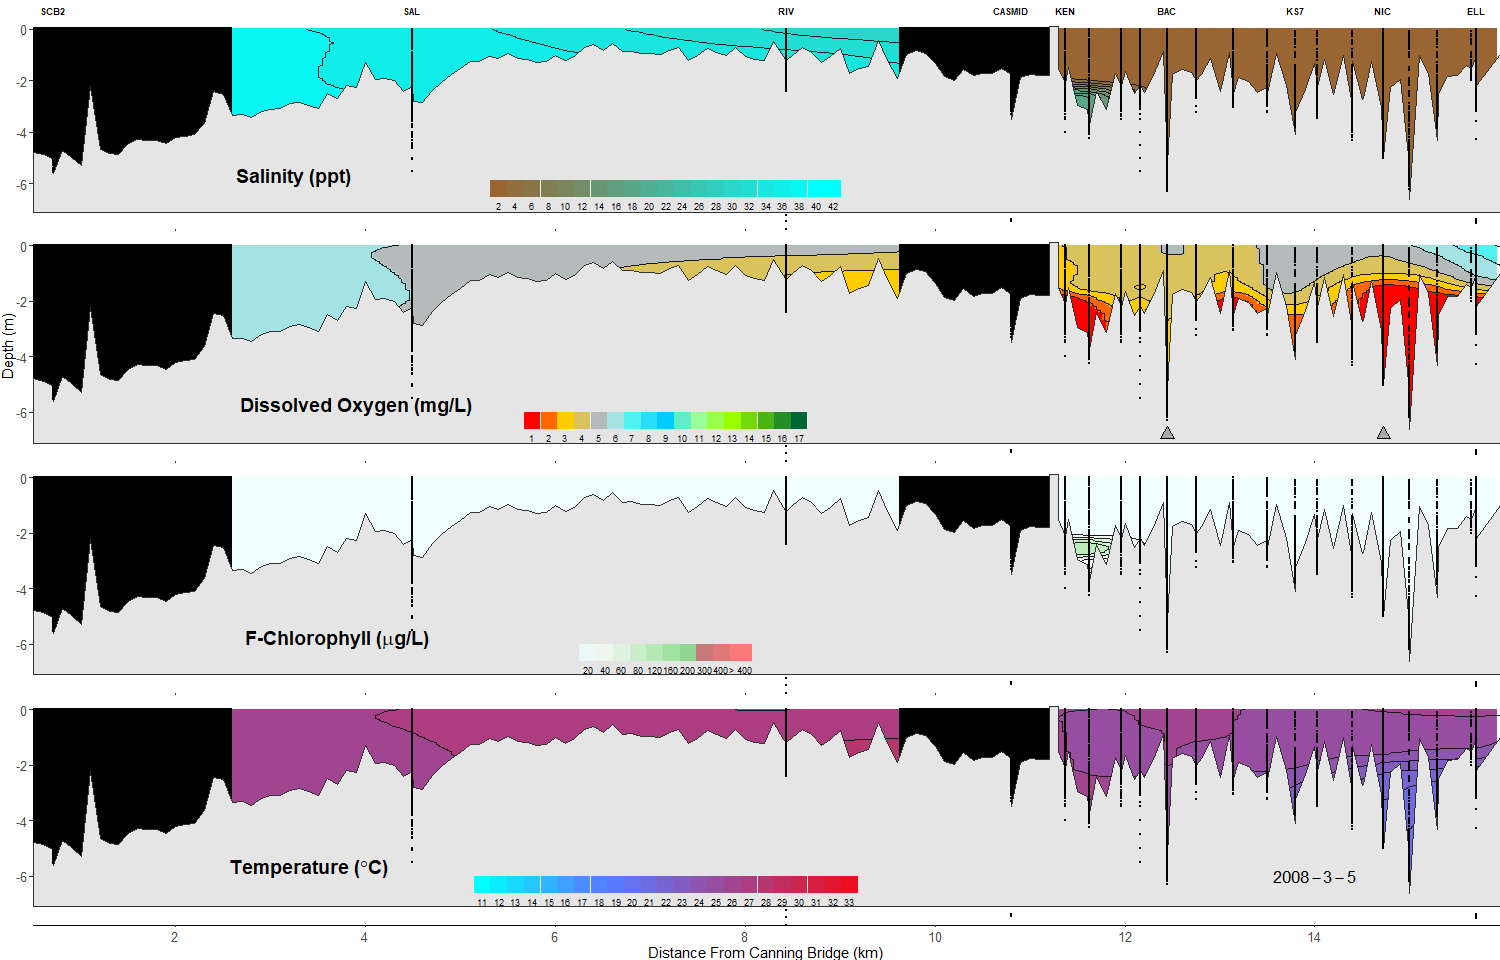 SCB2 SAL RIV CASMID KEN BAC KS7 NIC ELL
0
-2
-4
-6
Salinity (ppt)
2 4 6 8 10 12 14 16 18 20 22 24 26 28 30 32 34 36 38 40 42
0
-2
-4
-6
Depth (m)
Dissolved Oxygen (mg/L)
1 2 3 4 5 6 7 8 9 10 11 12 13 14 15 16 17
0
-2
-4
-6
F-Chlorophyll (μg/L)
20 40 60 80 120 160 200 300 400 > 400
0
-2
-4
-6
Temperature (°C)
11 12 13 14 15 16 17 18 19 20 21 22 23 24 25 26 27 28 29 30 31 32 33
2008-3-5
2 4 6 8 10 12 14
Distance From Canning Bridge (km)